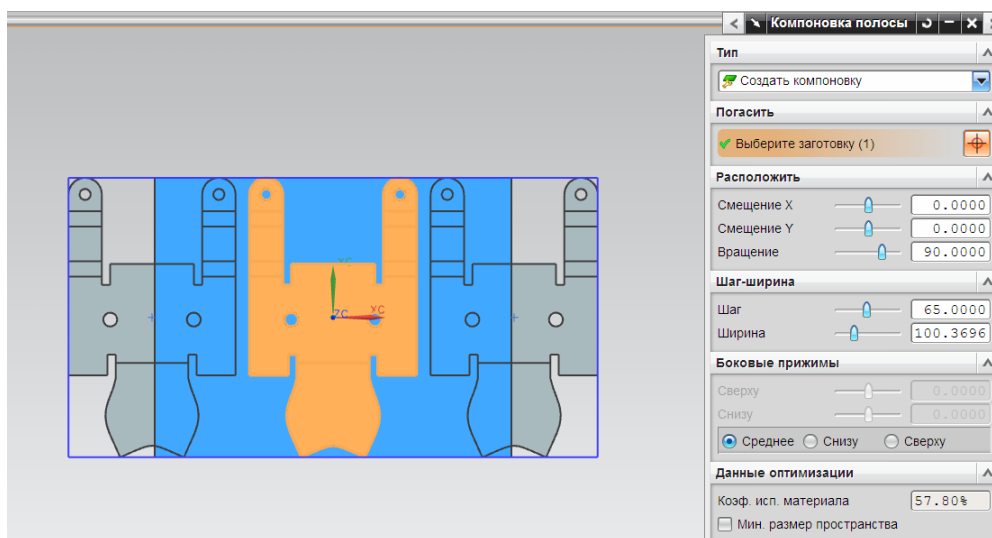 Компоновка полосы
Тип
Создать компоновку
Погасить
Выберите заготовку (1)
Расположить
Смещение X 0.0000
Смещение Y 0.0000
Вращение 90.0000
Шаг-ширина
Шаг 65.0000
Ширина 100.3696
Боковые прижимы
Сверху 0.0000
Снизу 0.0000
Среднее Снизу Сверху
Данные оптимизации
Коэф. исп. материала 57.80%
Мин. размер пространства
YC
ZC XC